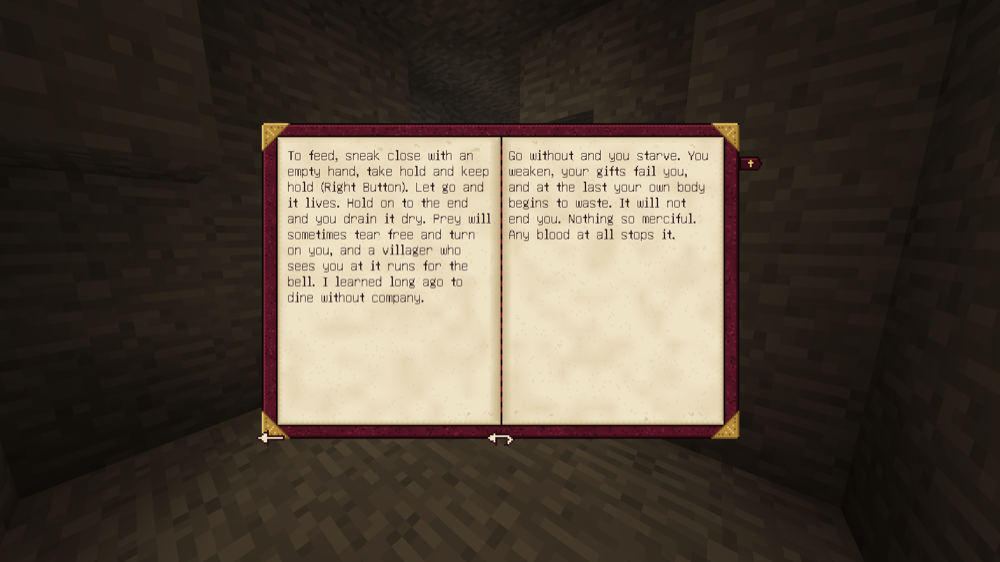 To feed, sneak close with an
empty hand, take hold and keep
hold (Right Button). Let go and
it lives. Hold on to the end
and you drain it dry. Prey will
sometimes tear free and turn
on you, and a villager who
sees you at it runs for the
bell. I learned long ago to
dine without company.
Go without and you starve. You
weaken, your gifts fail you,
and at the last your own body
begins to waste. It will not
end you. Nothing so merciful.
Any blood at all stops it.